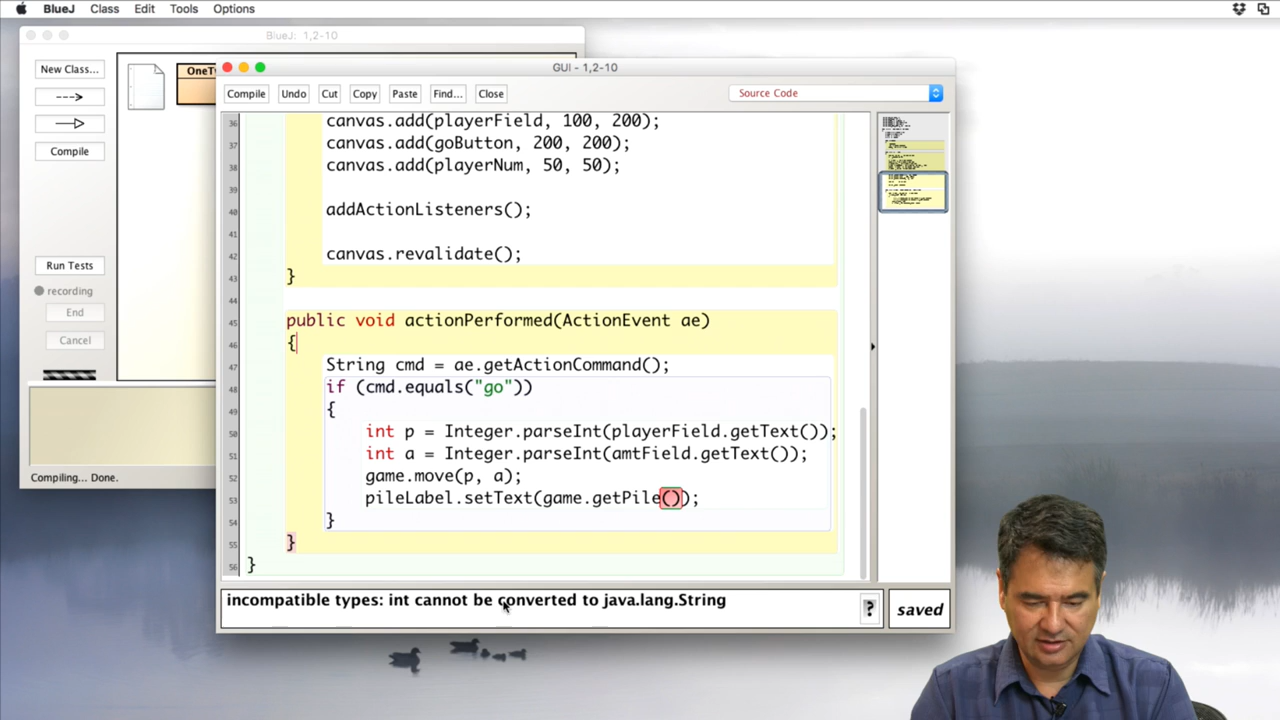 BlueJ Class Edit Tools Options
BlueJ: 1,2-10
New Class...
OneTw
Compile
Run Tests
recording
End
Cancel
Compiling... Done.
GUI - 1,2-10
Compile Undo Cut Copy Paste Find... Close Source Code
36 canvas.add(playerField, 100, 200);
37 canvas.add(goButton, 200, 200);
38 canvas.add(playerNum, 50, 50);
39
40 addActionListeners();
41
42 canvas.revalidate();
43 }
44
45 public void actionPerformed(ActionEvent ae)
46 {
47 String cmd = ae.getActionCommand();
48 if (cmd.equals("go"))
49 {
50 int p = Integer.parseInt(playerField.getText());
51 int a = Integer.parseInt(amtField.getText());
52 game.move(p, a);
53 pileLabel.setText(game.getPile());
54 }
55 }
56 }
incompatible types: int cannot be converted to java.lang.String
? saved